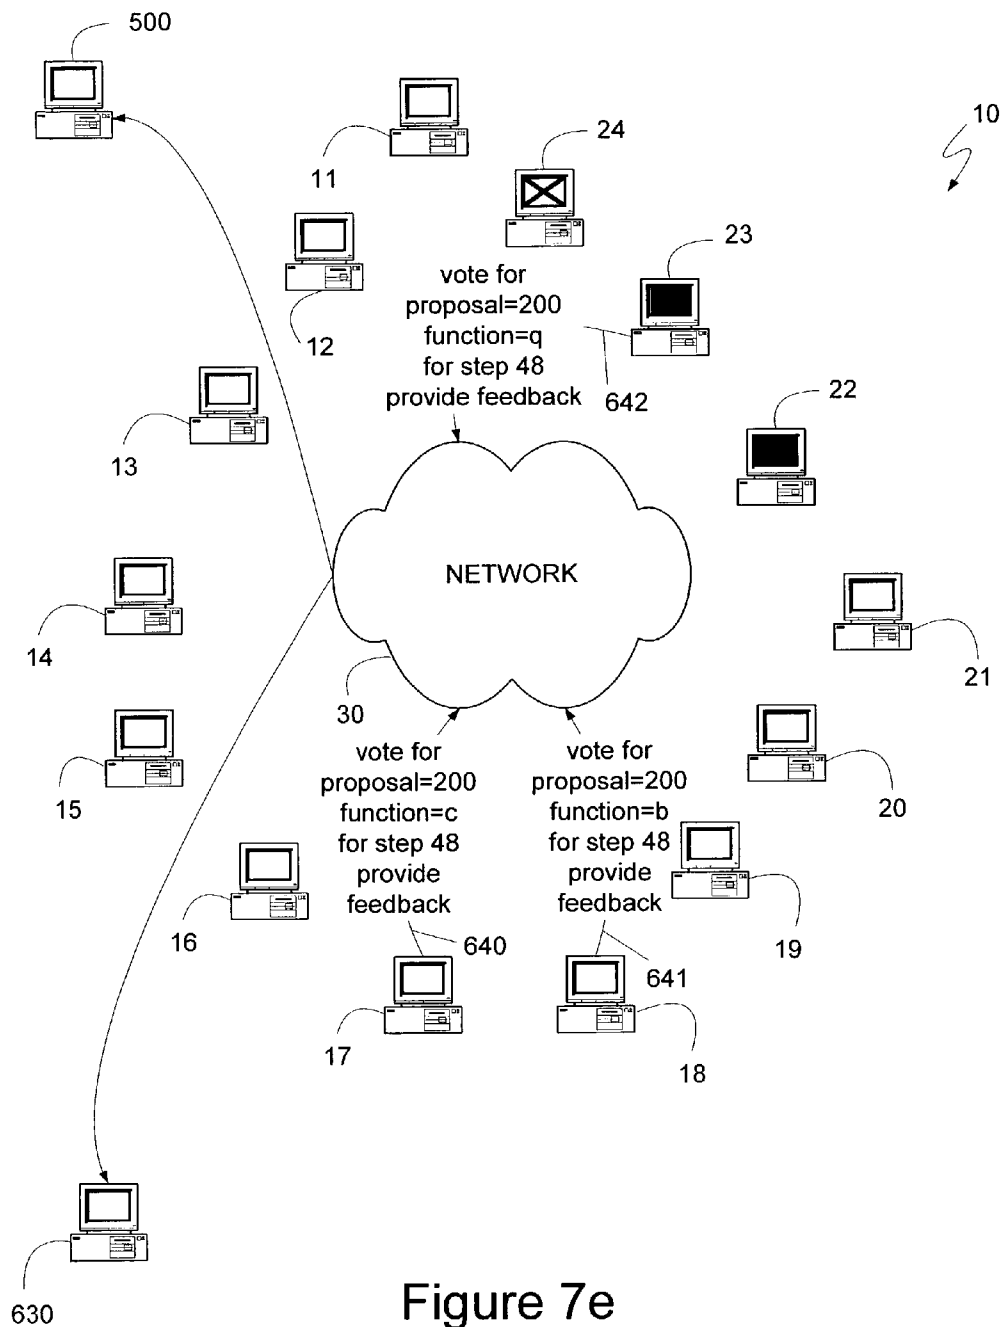 500
10
11
24
12
23
vote for
proposal=200
function=q
for step 48
provide feedback
642
22
13
NETWORK
14
21
30
15
20
vote for
proposal=200
function=c
for step 48
provide
feedback
vote for
proposal=200
function=b
for step 48
provide
feedback
16
19
640
641
17
18
630
Figure 7e